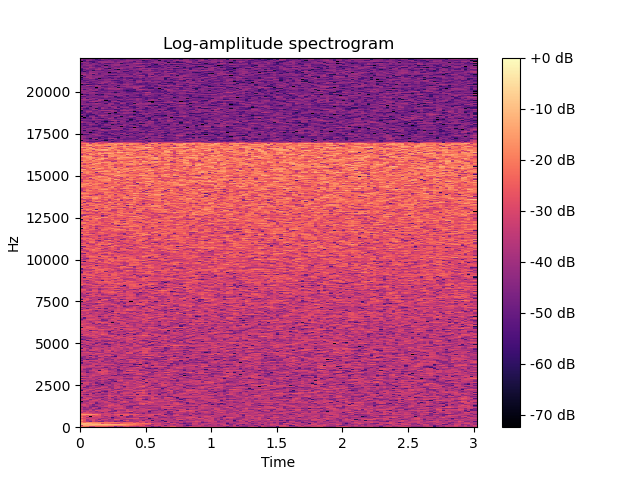 Log-amplitude spectrogram
Hz
20000
17500
15000
12500
10000
7500
5000
2500
0
0 0.5 1 1.5 2 2.5 3
Time
+0 dB
-10 dB
-20 dB
-30 dB
-40 dB
-50 dB
-60 dB
-70 dB